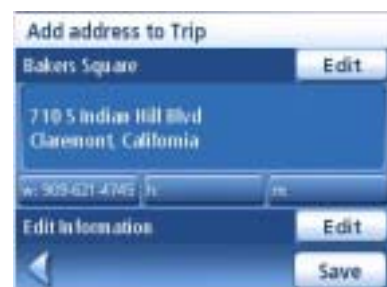 Add address to Trip
Bakers Square Edit
710 S Indian Hill Blvd
Claremont, California
w: 909-621-4745 h: m:
Edit Information Edit
Save